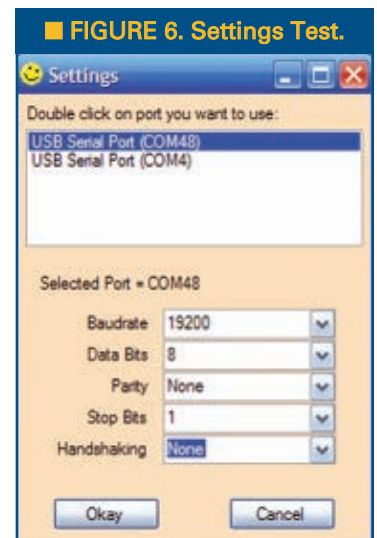 ■ FIGURE 6. Settings Test.
Settings
Double click on port you want to use:
USB Serial Port (COM48)
USB Serial Port (COM4)
Selected Port = COM48
Baudrate 19200
Data Bits 8
Parity None
Stop Bits 1
Handshaking None
Okay Cancel